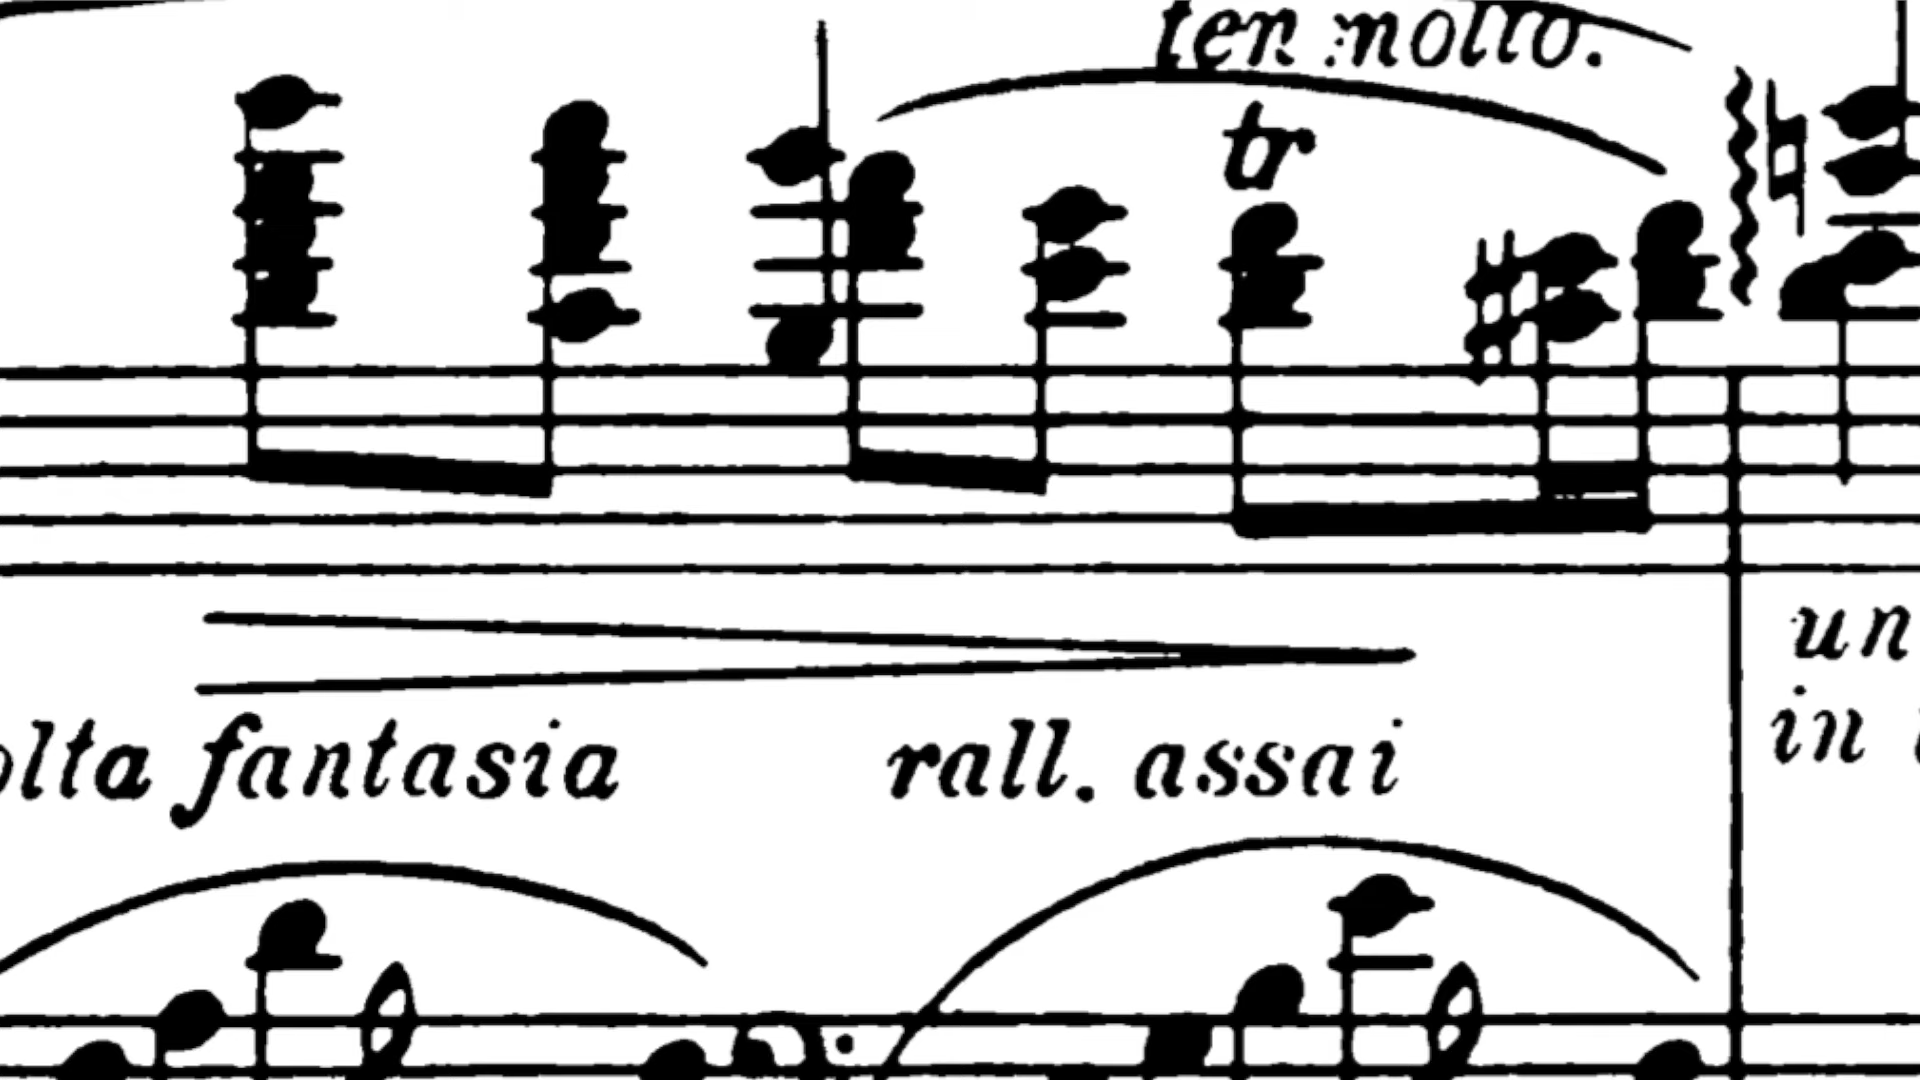 ten molto.
tr
un
olta fantasia rall. assai
in